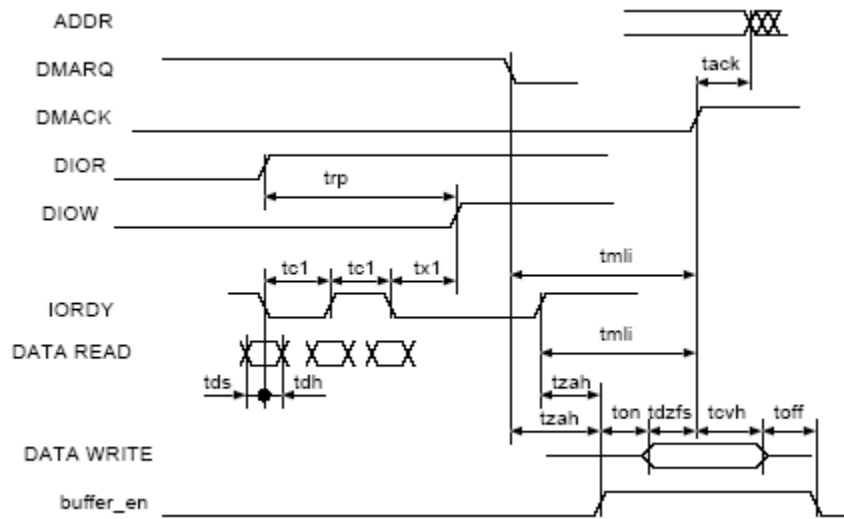 ADDR
DMARQ
tack
DMACK
DIOR
trp
DIOW
tc1 tc1 tx1 tmli
IORDY
DATA READ
tmli
tds tdh tzah
tzah ton tdzfs tcvh toff
DATA WRITE
buffer_en